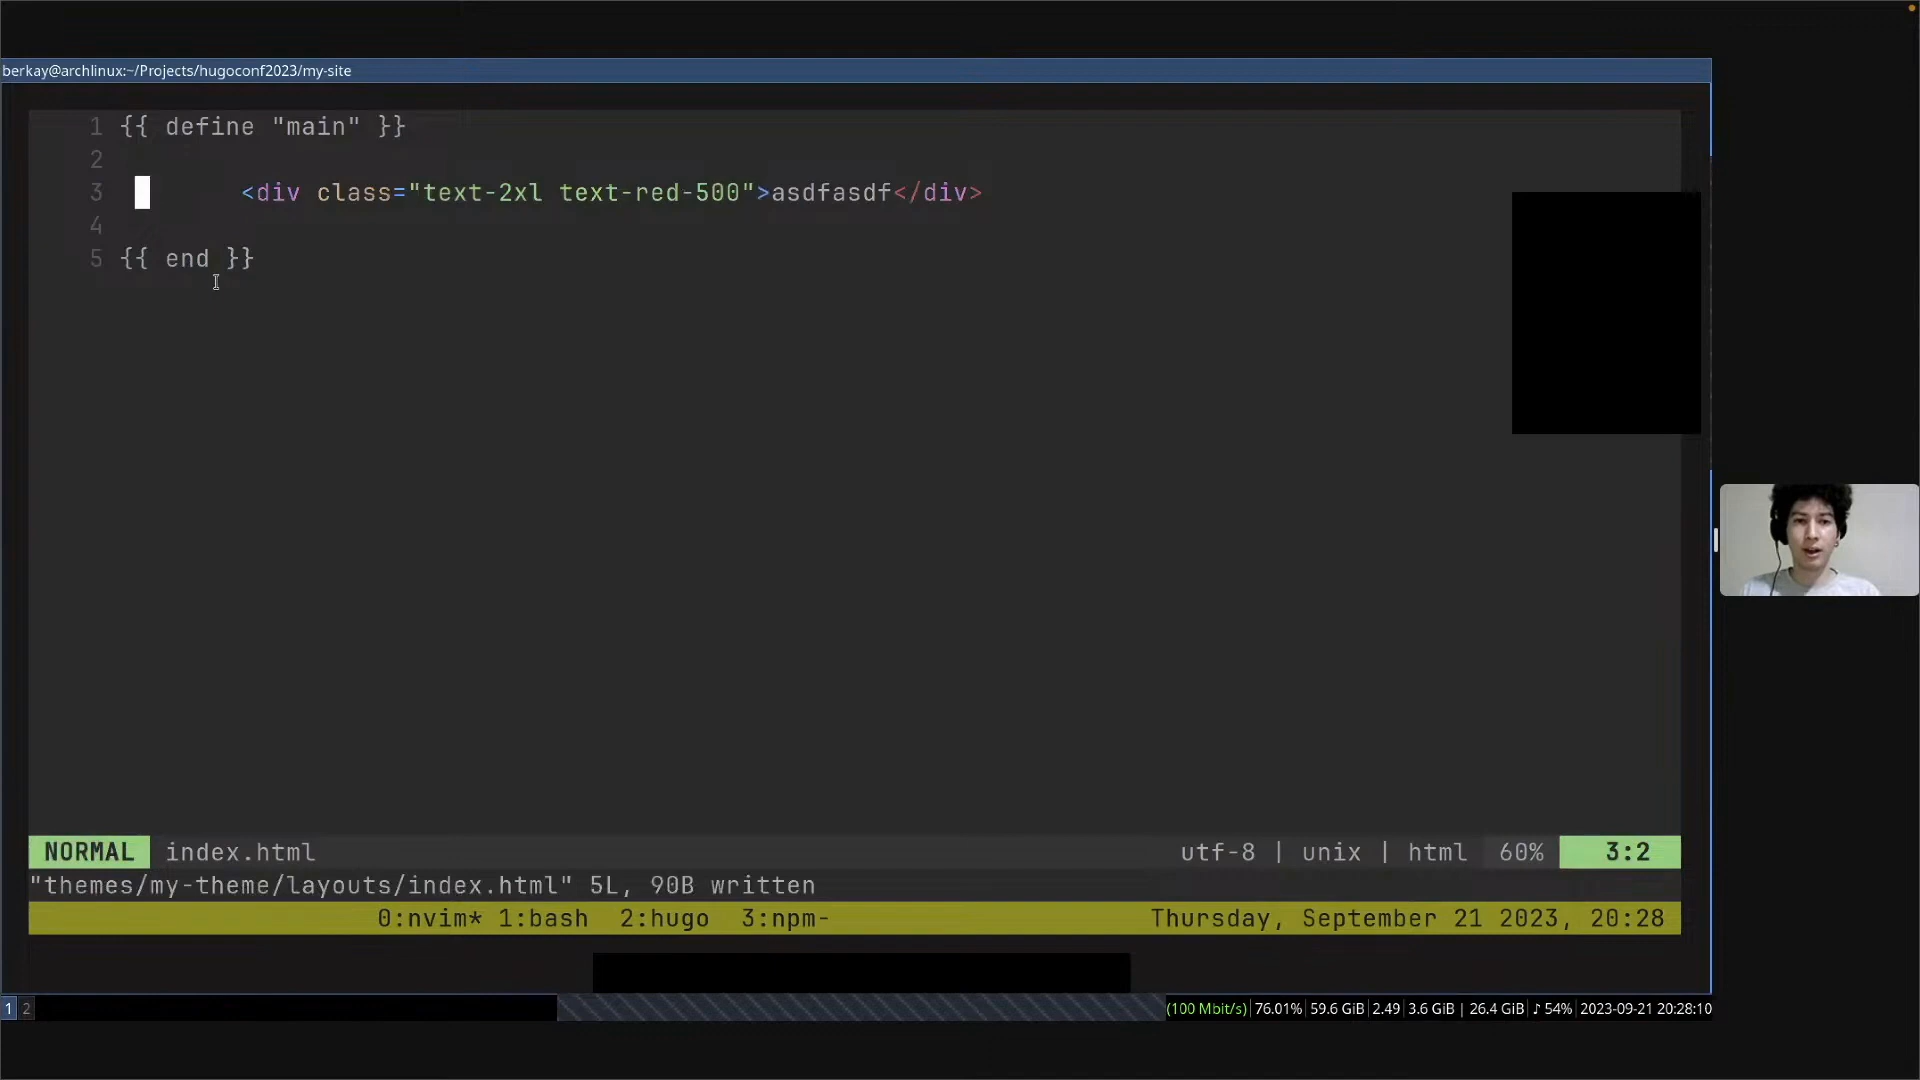 berkay@archlinux:~/Projects/hugoconf2023/my-site
1 {{ define "main" }}
2
3 <div class="text-2xl text-red-500">asdfasdf</div>
4
5 {{ end }}
NORMAL index.html utf-8 | unix | html 60% 3:2
"themes/my-theme/layouts/index.html" 5L, 90B written
0:nvim* 1:bash 2:hugo 3:npm- Thursday, September 21 2023, 20:28
1 2 (100 Mbit/s) 76.01% 59.6 GiB 2.49 3.6 GiB | 26.4 GiB ♪ 54% 2023-09-21 20:28:10